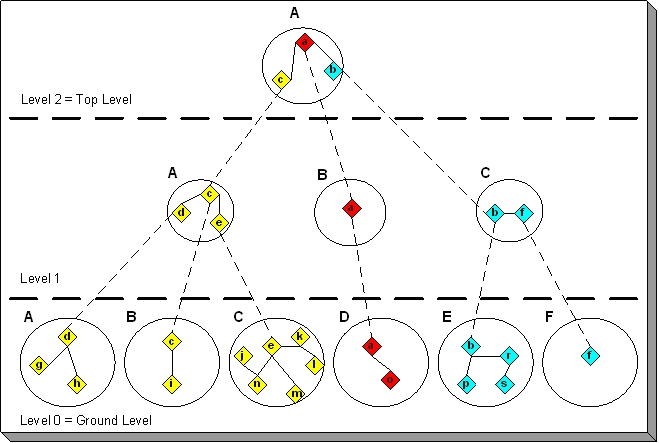 A
a
b
c
Level 2 = Top Level
A
B
C
c
d
e
a
b
f
Level 1
A
B
C
D
E
F
d
g
h
c
i
k
j
e
l
n
m
a
o
b
r
p
s
f
Level 0 = Ground Level